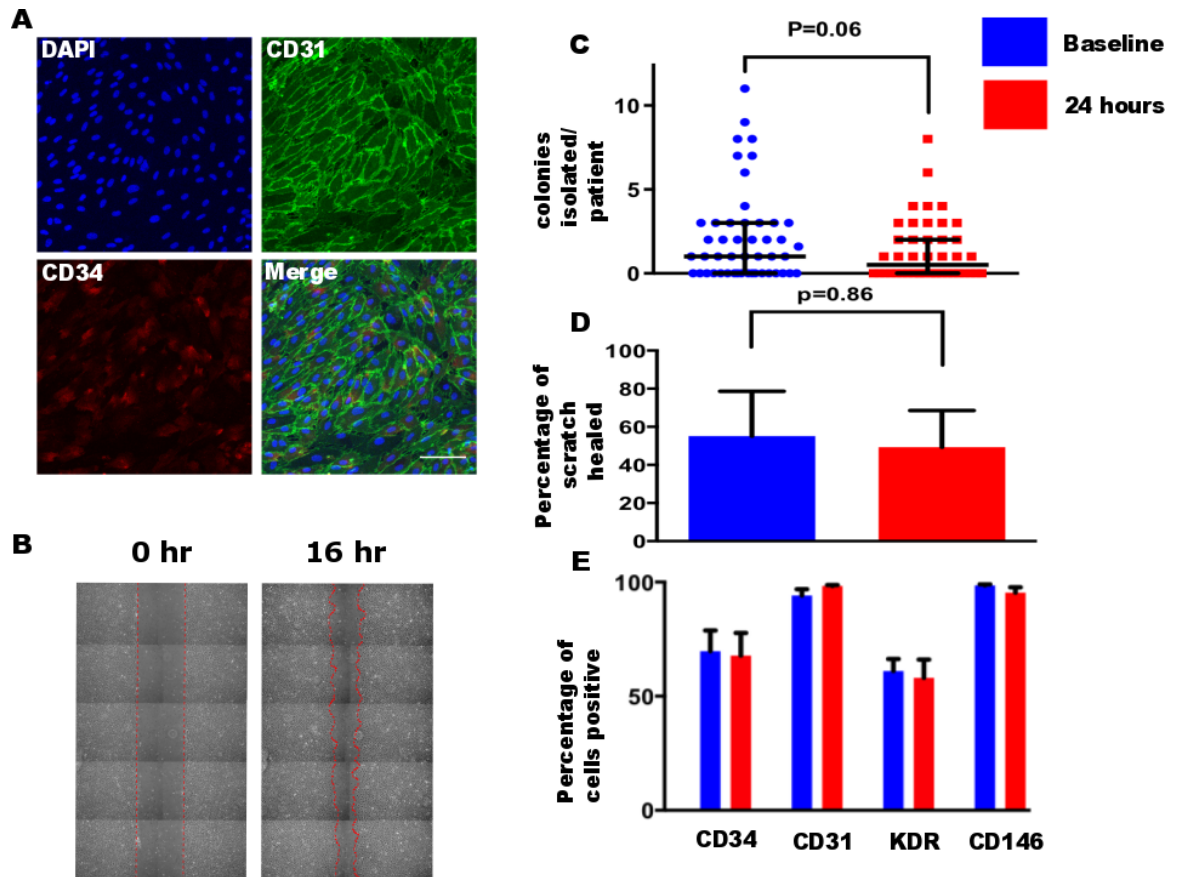 A
DAPI
CD31
CD34
Merge
B
0 hr
16 hr
C
P=0.06
Baseline
24 hours
colonies
isolated/
patient
10
5
0
D
p=0.86
Percentage of
scratch
healed
100
80
60
40
20
0
E
Percentage of
cells positive
100
50
0
CD34
CD31
KDR
CD146